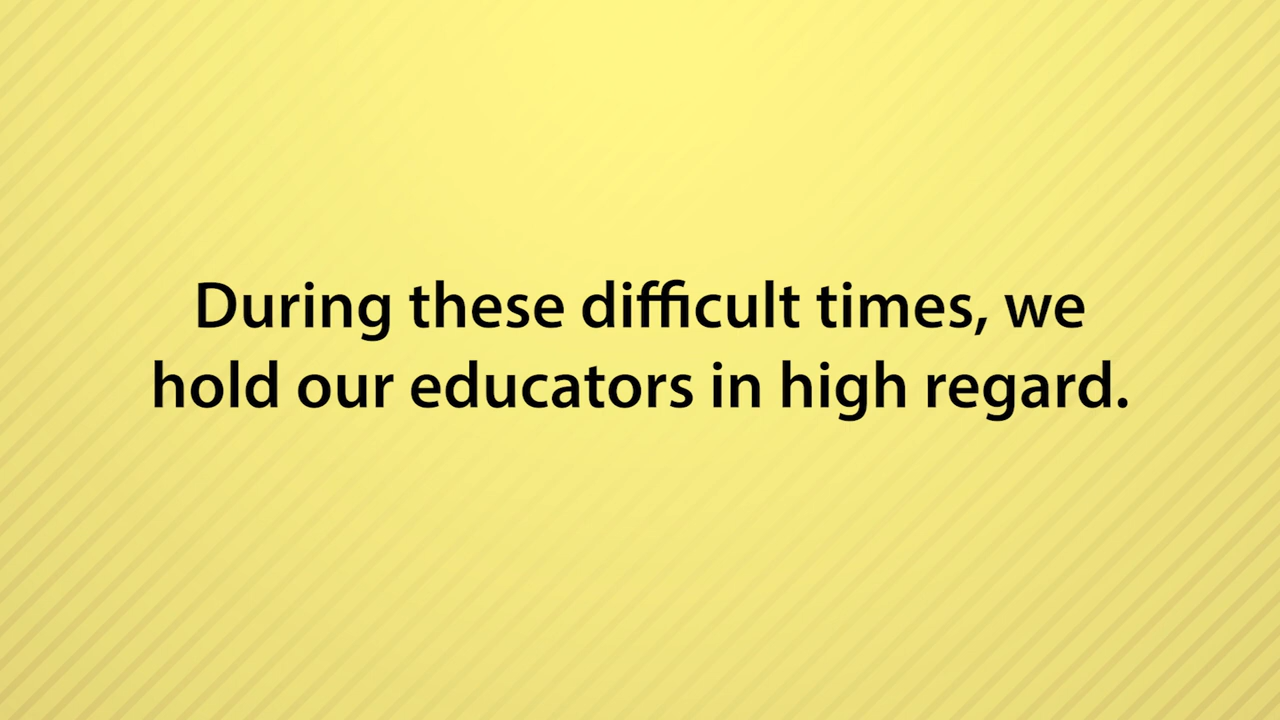 During these difficult times, we
hold our educators in high regard.